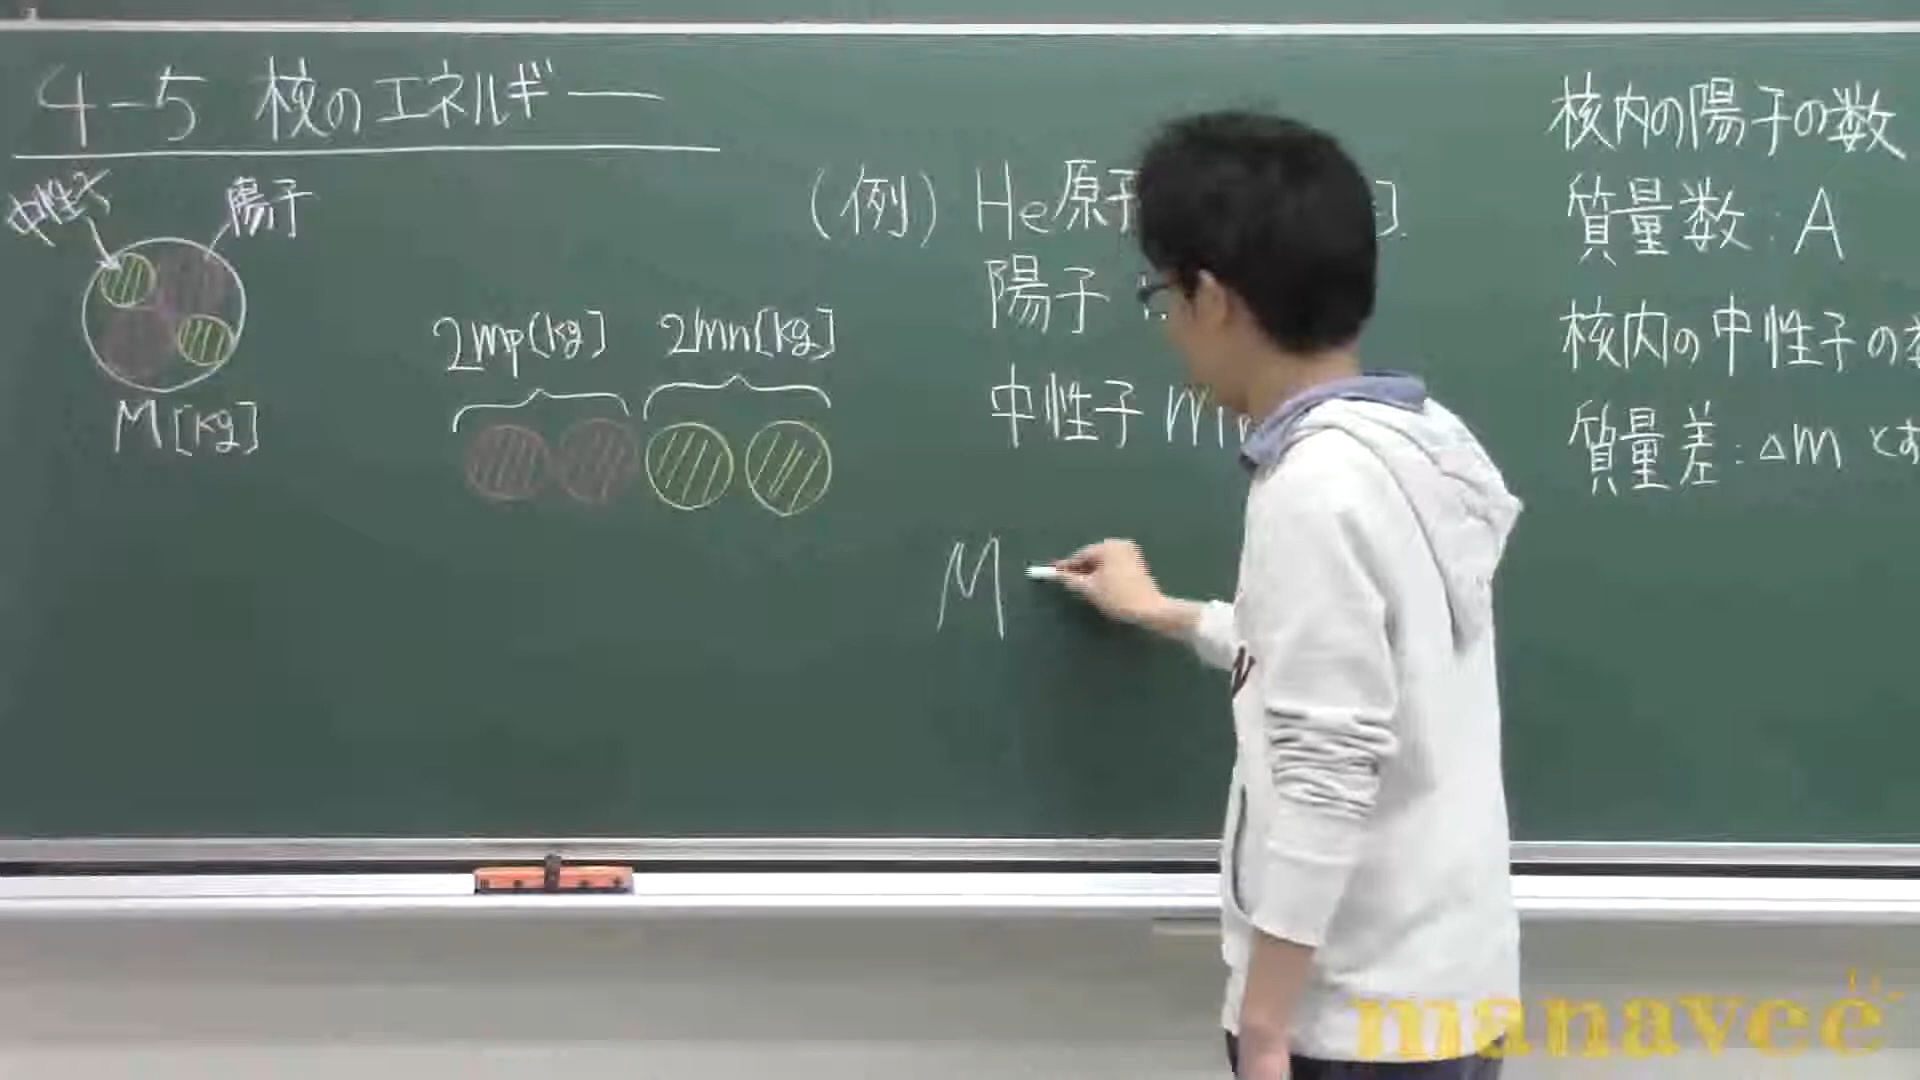 4-5 核のエネルギー
中性子
陽子
M[kg]
2mp[kg]
2mn[kg]
(例) He原子
陽子
中性子 m
M
核内の陽子の数
質量数:A
核内の中性子の
質量差:△m とす
manavee